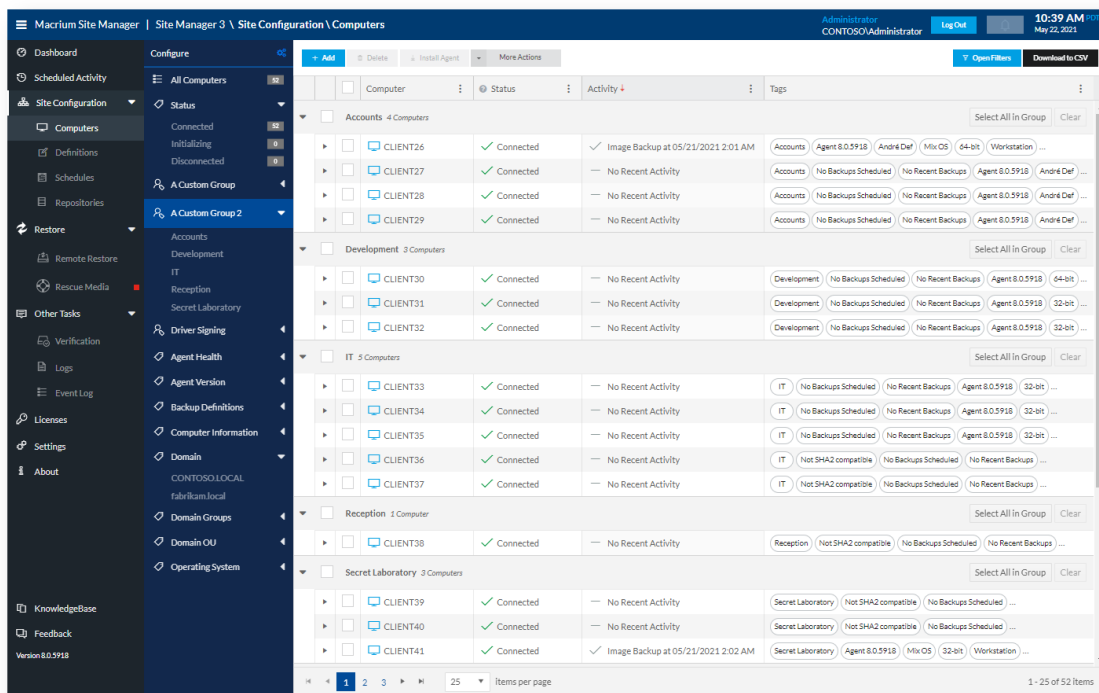 Macrium Site Manager | Site Manager 3 \ Site Configuration \ Computers
Administrator
CONTOSO\Administrator
Log Out
10:39 AM PDT
May 22, 2021
Dashboard
Scheduled Activity
Site Configuration
Computers
Definitions
Schedules
Repositories
Restore
Remote Restore
Rescue Media
Other Tasks
Verification
Logs
Event Log
Licenses
Settings
About
KnowledgeBase
Feedback
Version 8.0.5918
Configure
All Computers 52
Status
Connected 52
Initializing 0
Disconnected 0
A Custom Group
A Custom Group 2
Accounts
Development
IT
Reception
Secret Laboratory
Driver Signing
Agent Health
Agent Version
Backup Definitions
Computer Information
Domain
CONTOSO.LOCAL
fabrikam.local
Domain Groups
Domain OU
Operating System
+ Add Delete Install Agent More Actions Open Filters Download to CSV
Computer Status Activity Tags
Accounts 4 Computers Select All in Group Clear
CLIENT26 Connected Image Backup at 05/21/2021 2:01 AM Accounts Agent 8.0.5918 André Def Mix OS 64-bit Workstation ...
CLIENT27 Connected No Recent Activity Accounts No Backups Scheduled No Recent Backups Agent 8.0.5918 André Def ...
CLIENT28 Connected No Recent Activity Accounts No Backups Scheduled No Recent Backups Agent 8.0.5918 André Def ...
CLIENT29 Connected No Recent Activity Accounts No Backups Scheduled No Recent Backups Agent 8.0.5918 André Def ...
Development 3 Computers Select All in Group Clear
CLIENT30 Connected No Recent Activity Development No Backups Scheduled No Recent Backups Agent 8.0.5918 64-bit ...
CLIENT31 Connected No Recent Activity Development No Backups Scheduled No Recent Backups Agent 8.0.5918 32-bit ...
CLIENT32 Connected No Recent Activity Development No Backups Scheduled No Recent Backups Agent 8.0.5918 32-bit ...
IT 5 Computers Select All in Group Clear
CLIENT33 Connected No Recent Activity IT No Backups Scheduled No Recent Backups Agent 8.0.5918 32-bit ...
CLIENT34 Connected No Recent Activity IT No Backups Scheduled No Recent Backups Agent 8.0.5918 32-bit ...
CLIENT35 Connected No Recent Activity IT No Backups Scheduled No Recent Backups Agent 8.0.5918 32-bit ...
CLIENT36 Connected No Recent Activity IT Not SHA2 compatible No Backups Scheduled No Recent Backups ...
CLIENT37 Connected No Recent Activity IT Not SHA2 compatible No Backups Scheduled No Recent Backups ...
Reception 1 Computer Select All in Group Clear
CLIENT38 Connected No Recent Activity Reception Not SHA2 compatible No Backups Scheduled No Recent Backups ...
Secret Laboratory 3 Computers Select All in Group Clear
CLIENT39 Connected No Recent Activity Secret Laboratory Not SHA2 compatible No Backups Scheduled ...
CLIENT40 Connected No Recent Activity Secret Laboratory Not SHA2 compatible No Backups Scheduled ...
CLIENT41 Connected Image Backup at 05/21/2021 2:02 AM Secret Laboratory Agent 8.0.5918 Mix OS 32-bit Workstation ...
1 2 3 25 items per page 1 - 25 of 52 items